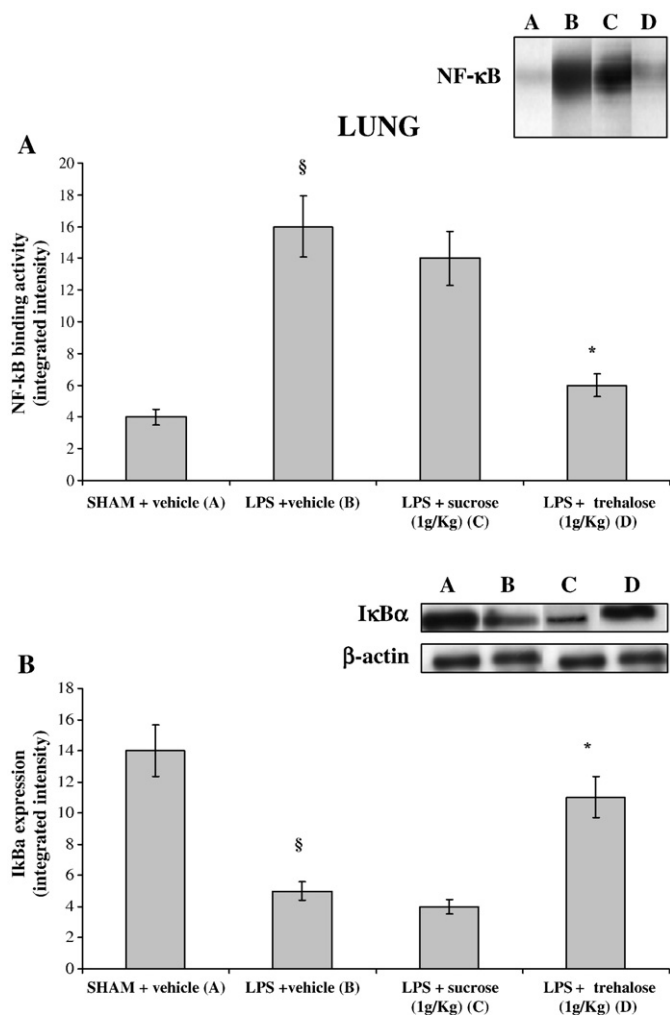 A B C D
NF-κB
LUNG
A
20
18
16
14
12
10
8
6
4
2
0
NF-kB binding activity
(integrated intensity)
§
*
SHAM + vehicle (A) LPS +vehicle (B) LPS + sucrose LPS + trehalose
(1g/Kg) (C) (1g/Kg) (D)
A B C D
IκBα
β-actin
B
18
16
14
12
10
8
6
4
2
0
IkBa expression
(integrated intensity)
§
*
SHAM + vehicle (A) LPS +vehicle (B) LPS + sucrose LPS + trehalose
(1g/Kg) (C) (1g/Kg) (D)